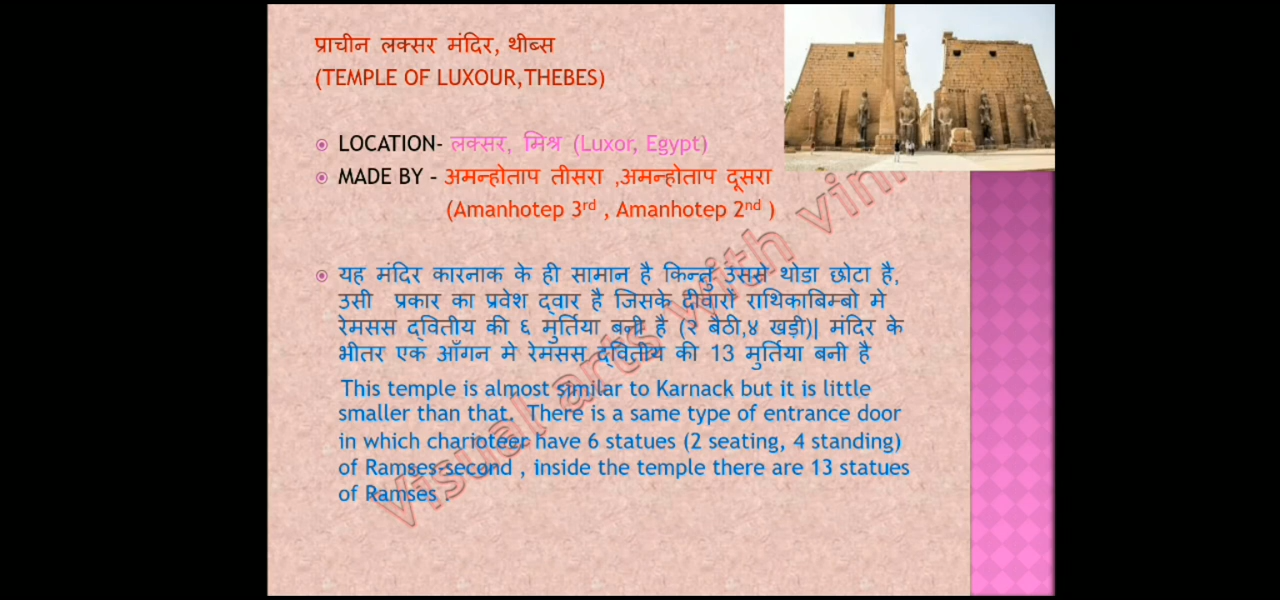 प्राचीन लक्सर मंदिर, थीब्स
(TEMPLE OF LUXOUR,THEBES)
LOCATION- लक्सर, मिश्र (Luxor, Egypt)
MADE BY – अमन्होताप तीसरा ,अमन्होताप दूसरा
(Amanhotep 3rd , Amanhotep 2nd )
यह मंदिर कारनाक के ही सामान है किन्तु उससे थोडा छोटा है,
उसी प्रकार का प्रवेश द्वार है जिसके दीवारों राथिकाबिम्बो मे
रेमसस द्वितीय की ६ मुर्तिया बनी है (२ बैठी,४ खड़ी)| मंदिर के
भीतर एक आँगन मे रेमसस द्वितीय की 13 मुर्तिया बनी है
This temple is almost similar to Karnack but it is little
smaller than that. There is a same type of entrance door
in which charioteer have 6 statues (2 seating, 4 standing)
of Ramses second , inside the temple there are 13 statues
of Ramses .
Visual arts with vini